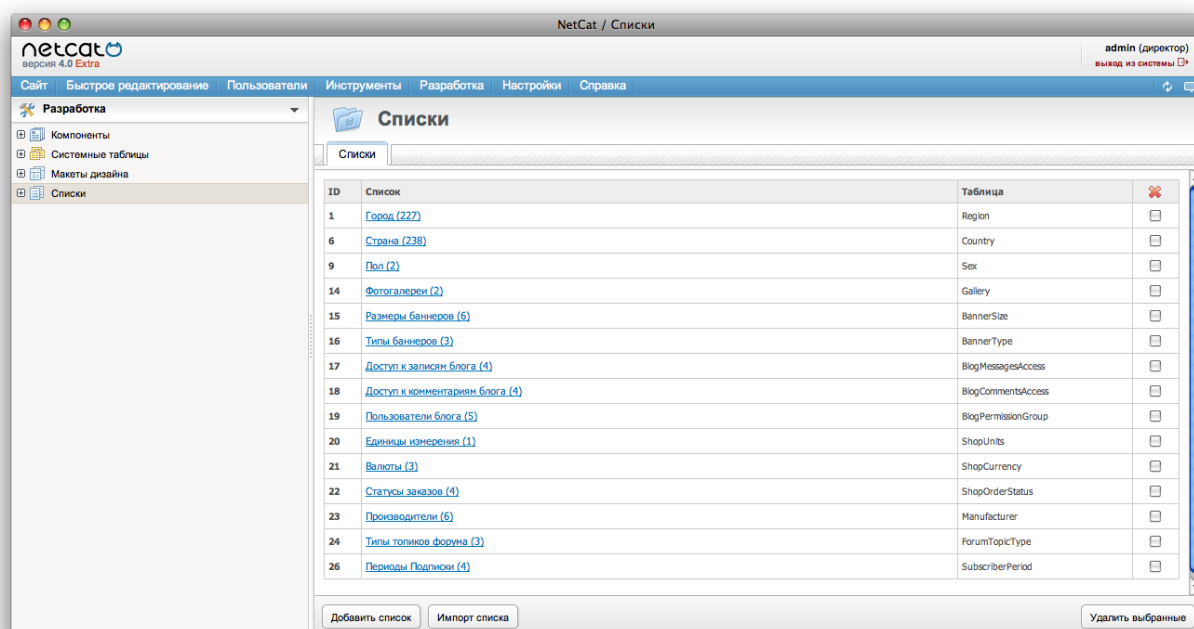 NetCat / Списки
netcat
версия 4.0 Extra
admin (директор)
выход из системы
Сайт Быстрое редактирование Пользователи Инструменты Разработка Настройки Справка
Разработка
Компоненты
Системные таблицы
Макеты дизайна
Списки
Списки
Списки
ID Список Таблица
1 Город (227) Region
6 Страна (238) Country
9 Пол (2) Sex
14 Фотогалереи (2) Gallery
15 Размеры баннеров (6) BannerSize
16 Типы баннеров (3) BannerType
17 Доступ к записям блога (4) BlogMessagesAccess
18 Доступ к комментариям блога (4) BlogCommentsAccess
19 Пользователи блога (5) BlogPermissionGroup
20 Единицы измерения (1) ShopUnits
21 Валюты (3) ShopCurrency
22 Статусы заказов (4) ShopOrderStatus
23 Производители (6) Manufacturer
24 Типы топиков форума (3) ForumTopicType
26 Периоды Подписки (4) SubscriberPeriod
Добавить список Импорт списка Удалить выбранные